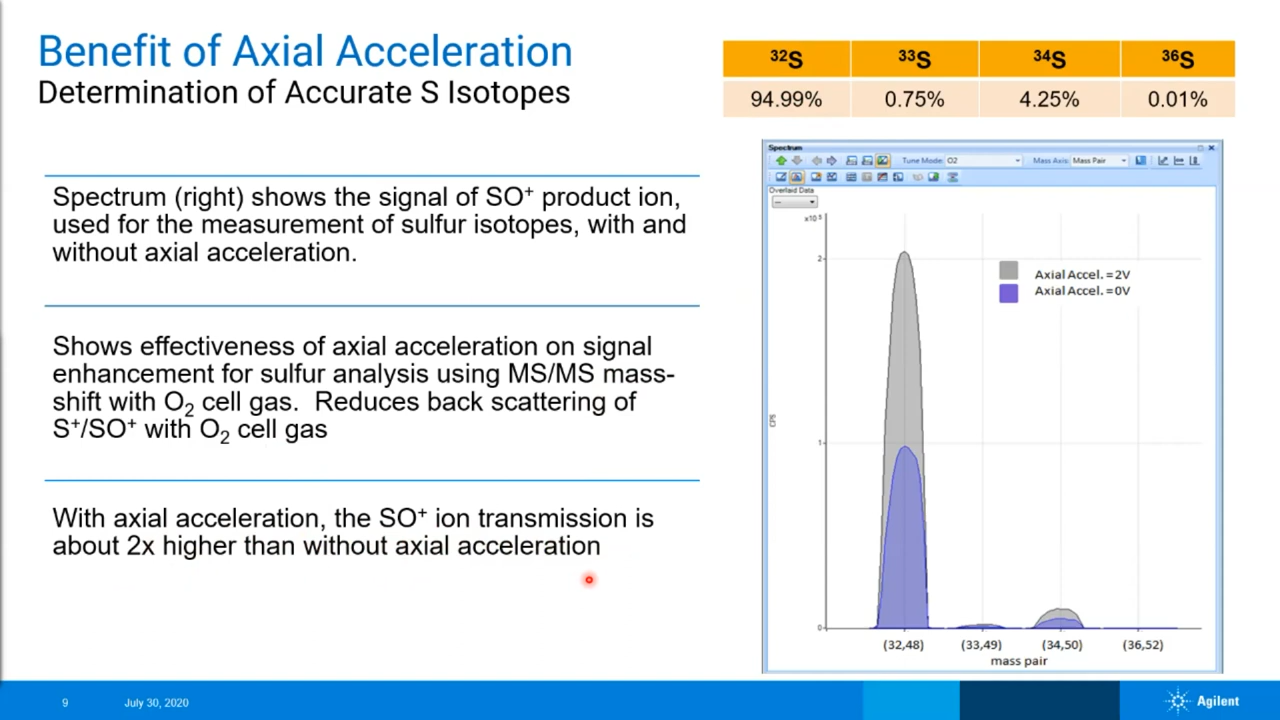 Benefit of Axial Acceleration
Determination of Accurate S Isotopes
³²S ³³S ³⁴S ³⁶S
94.99% 0.75% 4.25% 0.01%
Spectrum (right) shows the signal of SO⁺ product ion,
used for the measurement of sulfur isotopes, with and
without axial acceleration.
Shows effectiveness of axial acceleration on signal
enhancement for sulfur analysis using MS/MS mass-
shift with O₂ cell gas. Reduces back scattering of
S⁺/SO⁺ with O₂ cell gas
With axial acceleration, the SO⁺ ion transmission is
about 2x higher than without axial acceleration
Spectrum
Tune Mode: O2 Mass Axis: Mass Pair
Overlaid Data
2
1
0
CPS
Axial Accel. =2V
Axial Accel. =0V
(32,48) (33,49) (34,50) (36,52)
mass pair
9 July 30, 2020
Agilent